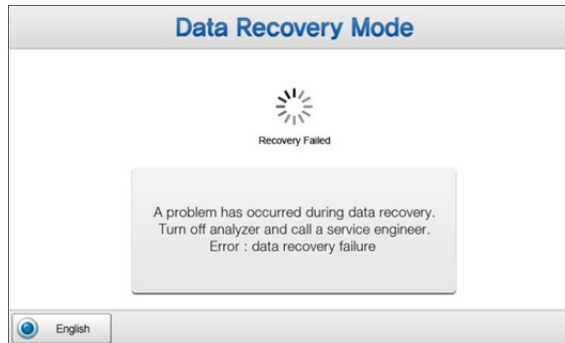 Data Recovery Mode
Recovery Failed
A problem has occurred during data recovery.
Turn off analyzer and call a service engineer.
Error : data recovery failure
English